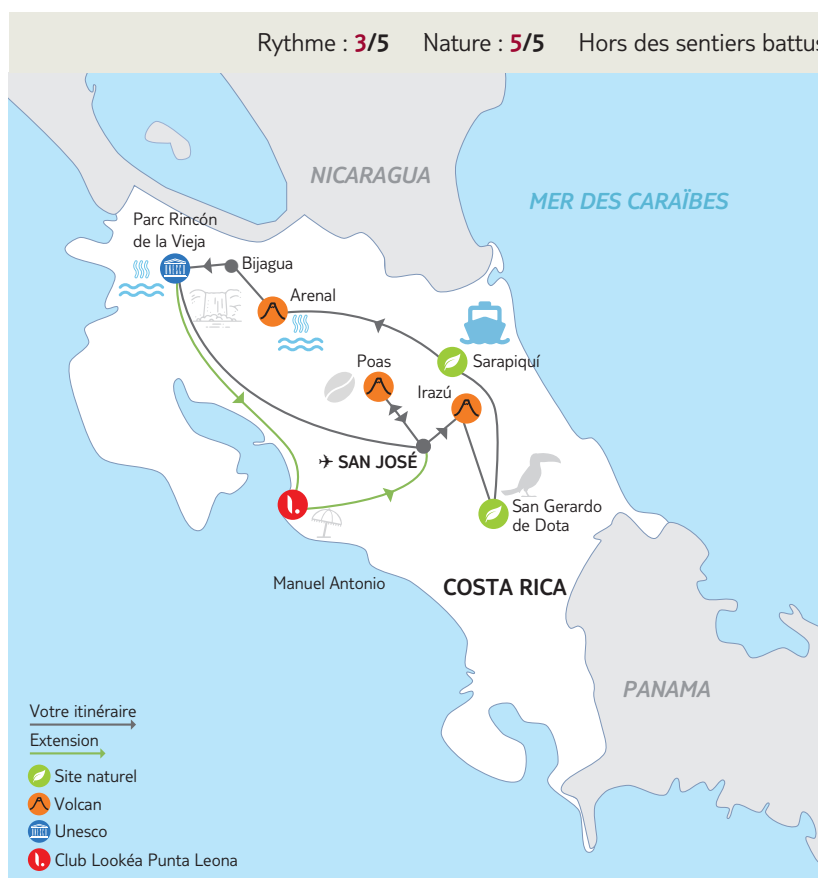 Rythme : 3/5 Nature : 5/5 Hors des sentiers battus
NICARAGUA
MER DES CARAÏBES
Parc Rincón
de la Vieja
Bijagua
Arenal
Sarapiquí
Poas
Irazú
SAN JOSÉ
San Gerardo
de Dota
Manuel Antonio
COSTA RICA
PANAMA
Votre itinéraire
Extension
Site naturel
Volcan
Unesco
Club Lookéa Punta Leona